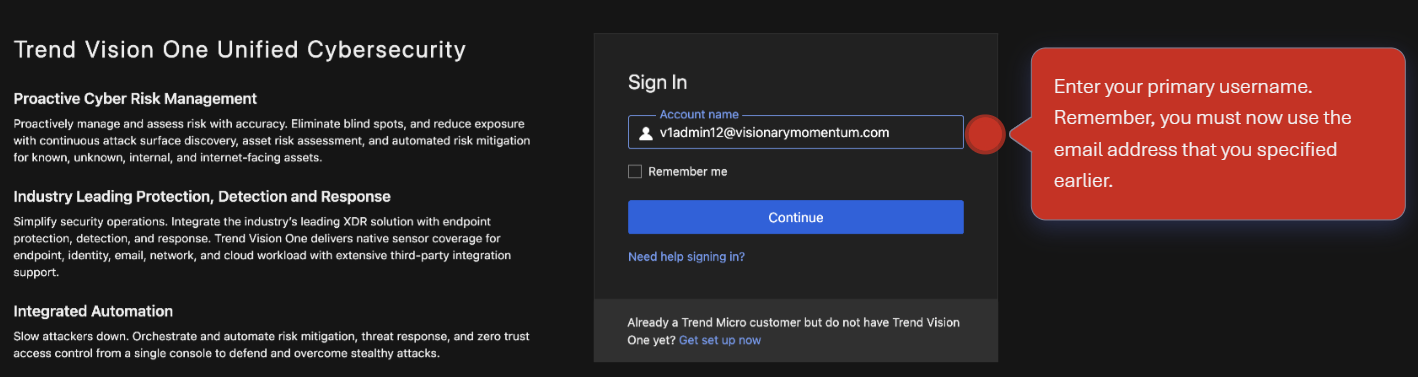 Trend Vision One Unified Cybersecurity
Proactive Cyber Risk Management
Proactively manage and assess risk with accuracy. Eliminate blind spots, and reduce exposure
with continuous attack surface discovery, asset risk assessment, and automated risk mitigation
for known, unknown, internal, and internet-facing assets.
Industry Leading Protection, Detection and Response
Simplify security operations. Integrate the industry's leading XDR solution with endpoint
protection, detection, and response. Trend Vision One delivers native sensor coverage for
endpoint, identity, email, network, and cloud workload with extensive third-party integration
support.
Integrated Automation
Slow attackers down. Orchestrate and automate risk mitigation, threat response, and zero trust
access control from a single console to defend and overcome stealthy attacks.
Sign In
Account name
v1admin12@visionarymomentum.com
Remember me
Continue
Need help signing in?
Already a Trend Micro customer but do not have Trend Vision
One yet? Get set up now
Enter your primary username.
Remember, you must now use the
email address that you specified
earlier.